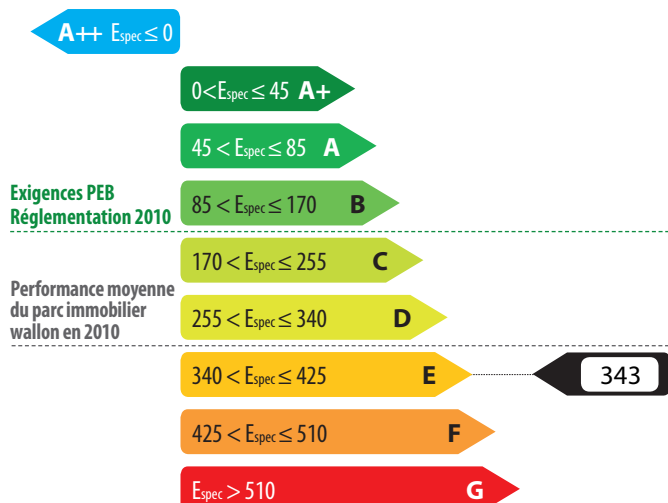 A++ Espec ≤ 0
0<Espec ≤ 45 A+
45 < Espec ≤ 85 A
Exigences PEB
Réglementation 2010
85 < Espec ≤ 170 B
170 < Espec ≤ 255 C
Performance moyenne
du parc immobilier
wallon en 2010
255 < Espec ≤ 340 D
340 < Espec ≤ 425 E
343
425 < Espec ≤ 510 F
Espec > 510 G